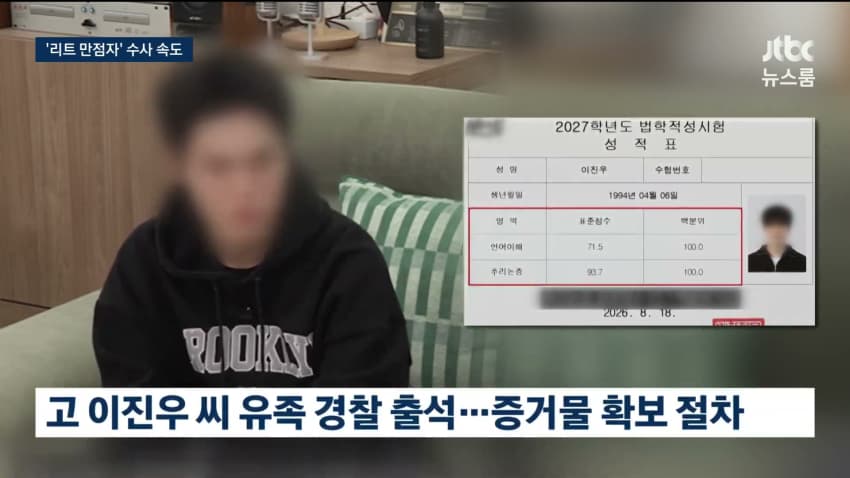 '리트 만점자' 수사 속도
jtbc
뉴스룸
2027학년도 법학적성시험
성 적 표
성 명 이진우 수험번호
생년월일 1994년 04월 06일
영 역 표준점수 백분위
언어이해 71.5 100.0
추리논증 93.7 100.0
2026. 8. 18.
BROOKLYN
고 이진우 씨 유족 경찰 출석…증거물 확보 절차